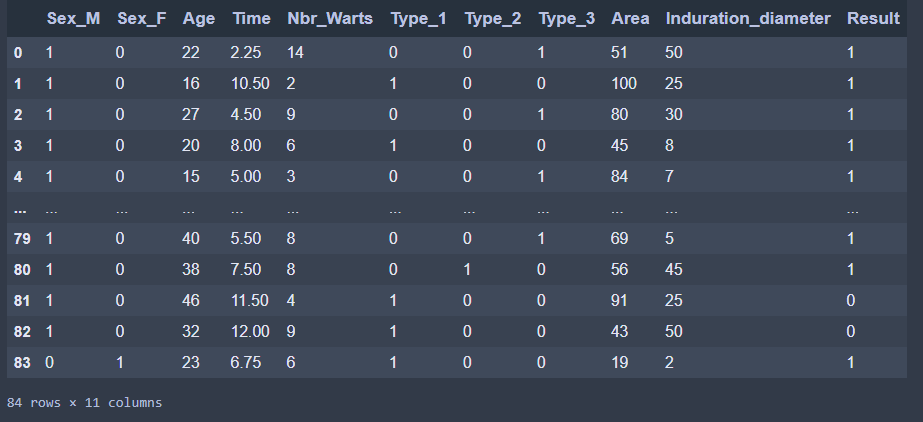 Sex_M Sex_F Age Time Nbr_Warts Type_1 Type_2 Type_3 Area Induration_diameter Result
0 1 0 22 2.25 14 0 0 1 51 50 1
1 1 0 16 10.50 2 1 0 0 100 25 1
2 1 0 27 4.50 9 0 0 1 80 30 1
3 1 0 20 8.00 6 1 0 0 45 8 1
4 1 0 15 5.00 3 0 0 1 84 7 1
... ... ... ... ... ... ... ... ... ... ... ...
79 1 0 40 5.50 8 0 0 1 69 5 1
80 1 0 38 7.50 8 0 1 0 56 45 1
81 1 0 46 11.50 4 1 0 0 91 25 0
82 1 0 32 12.00 9 1 0 0 43 50 0
83 0 1 23 6.75 6 1 0 0 19 2 1
84 rows × 11 columns